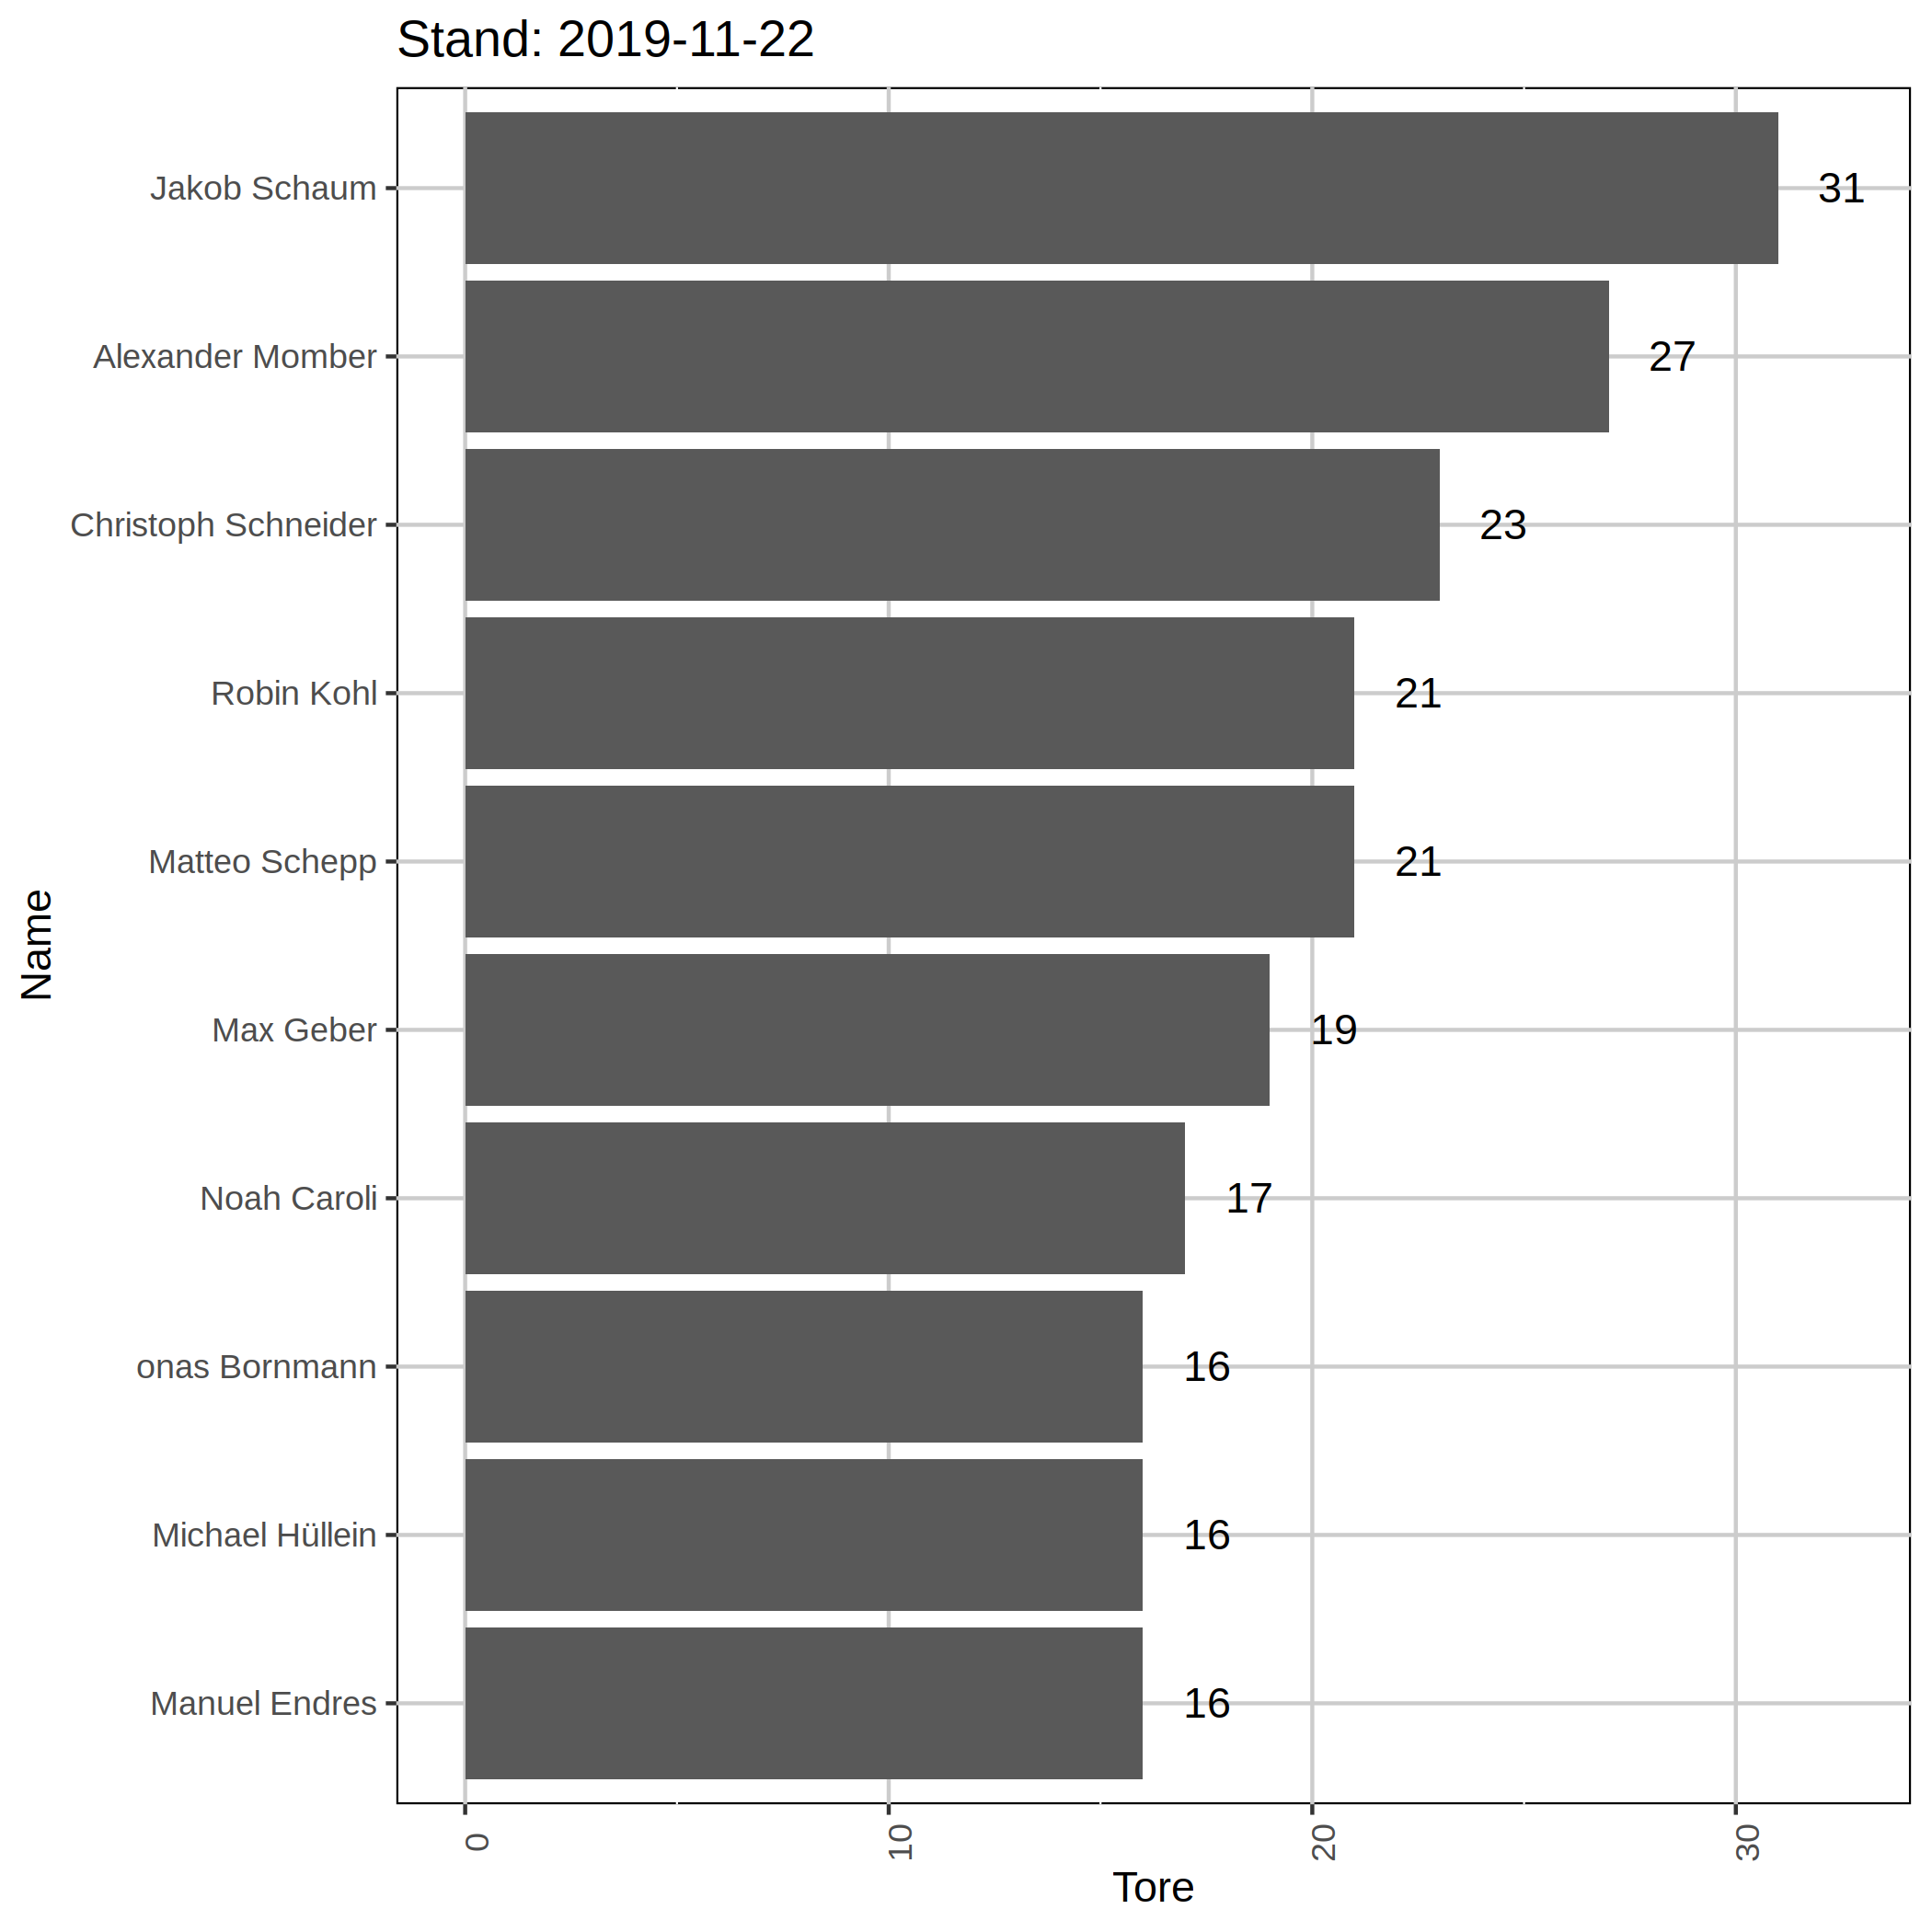 Stand: 2019-11-22
Jakob Schaum 31
Alexander Momber 27
Christoph Schneider 23
Robin Kohl 21
Matteo Schepp 21
Name
Max Geber 19
Noah Caroli 17
onas Bornmann 16
Michael Hüllein 16
Manuel Endres 16
0 10 20 30
Tore